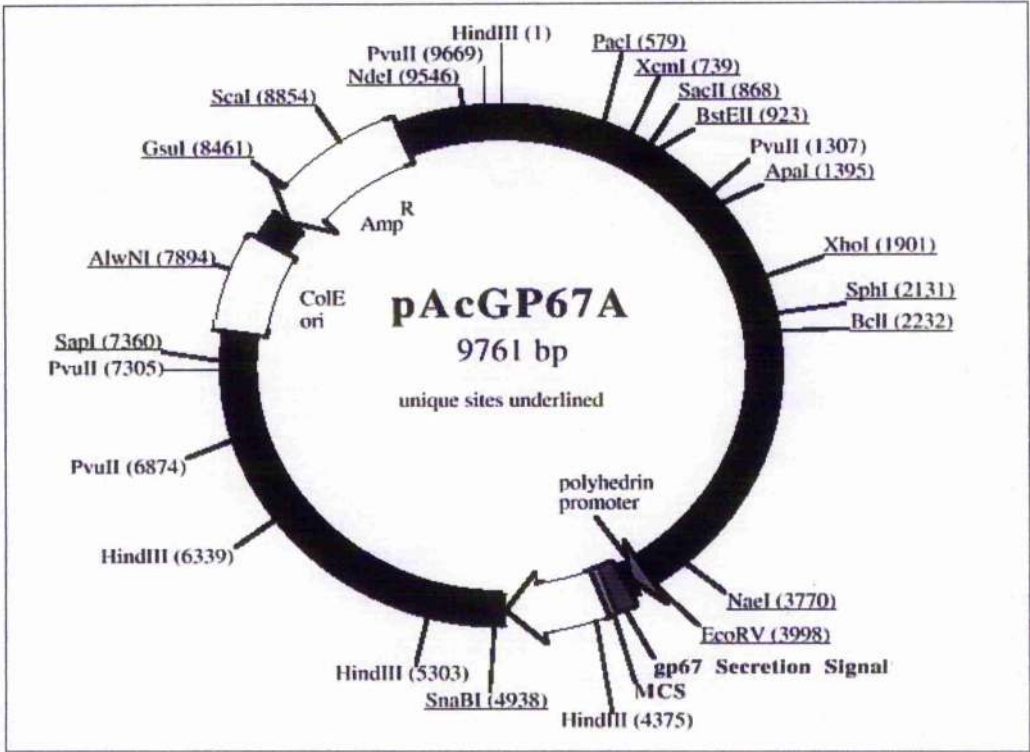 HindIII (1)
PvuII (9669)
NdeI (9546)
ScaI (8854)
GsuI (8461)
AlwNI (7894)
SapI (7360)
PvuII (7305)
PvuII (6874)
HindIII (6339)
HindIII (5303)
SnaBI (4938)
PacI (579)
XcmI (739)
SacII (868)
BstEII (923)
PvuII (1307)
ApaI (1395)
XhoI (1901)
SphI (2131)
BclI (2232)
NaeI (3770)
EcoRV (3998)
gp67 Secretion Signal
MCS
HindIII (4375)
Amp R
ColE
ori
pAcGP67A
9761 bp
unique sites underlined
polyhedrin
promoter